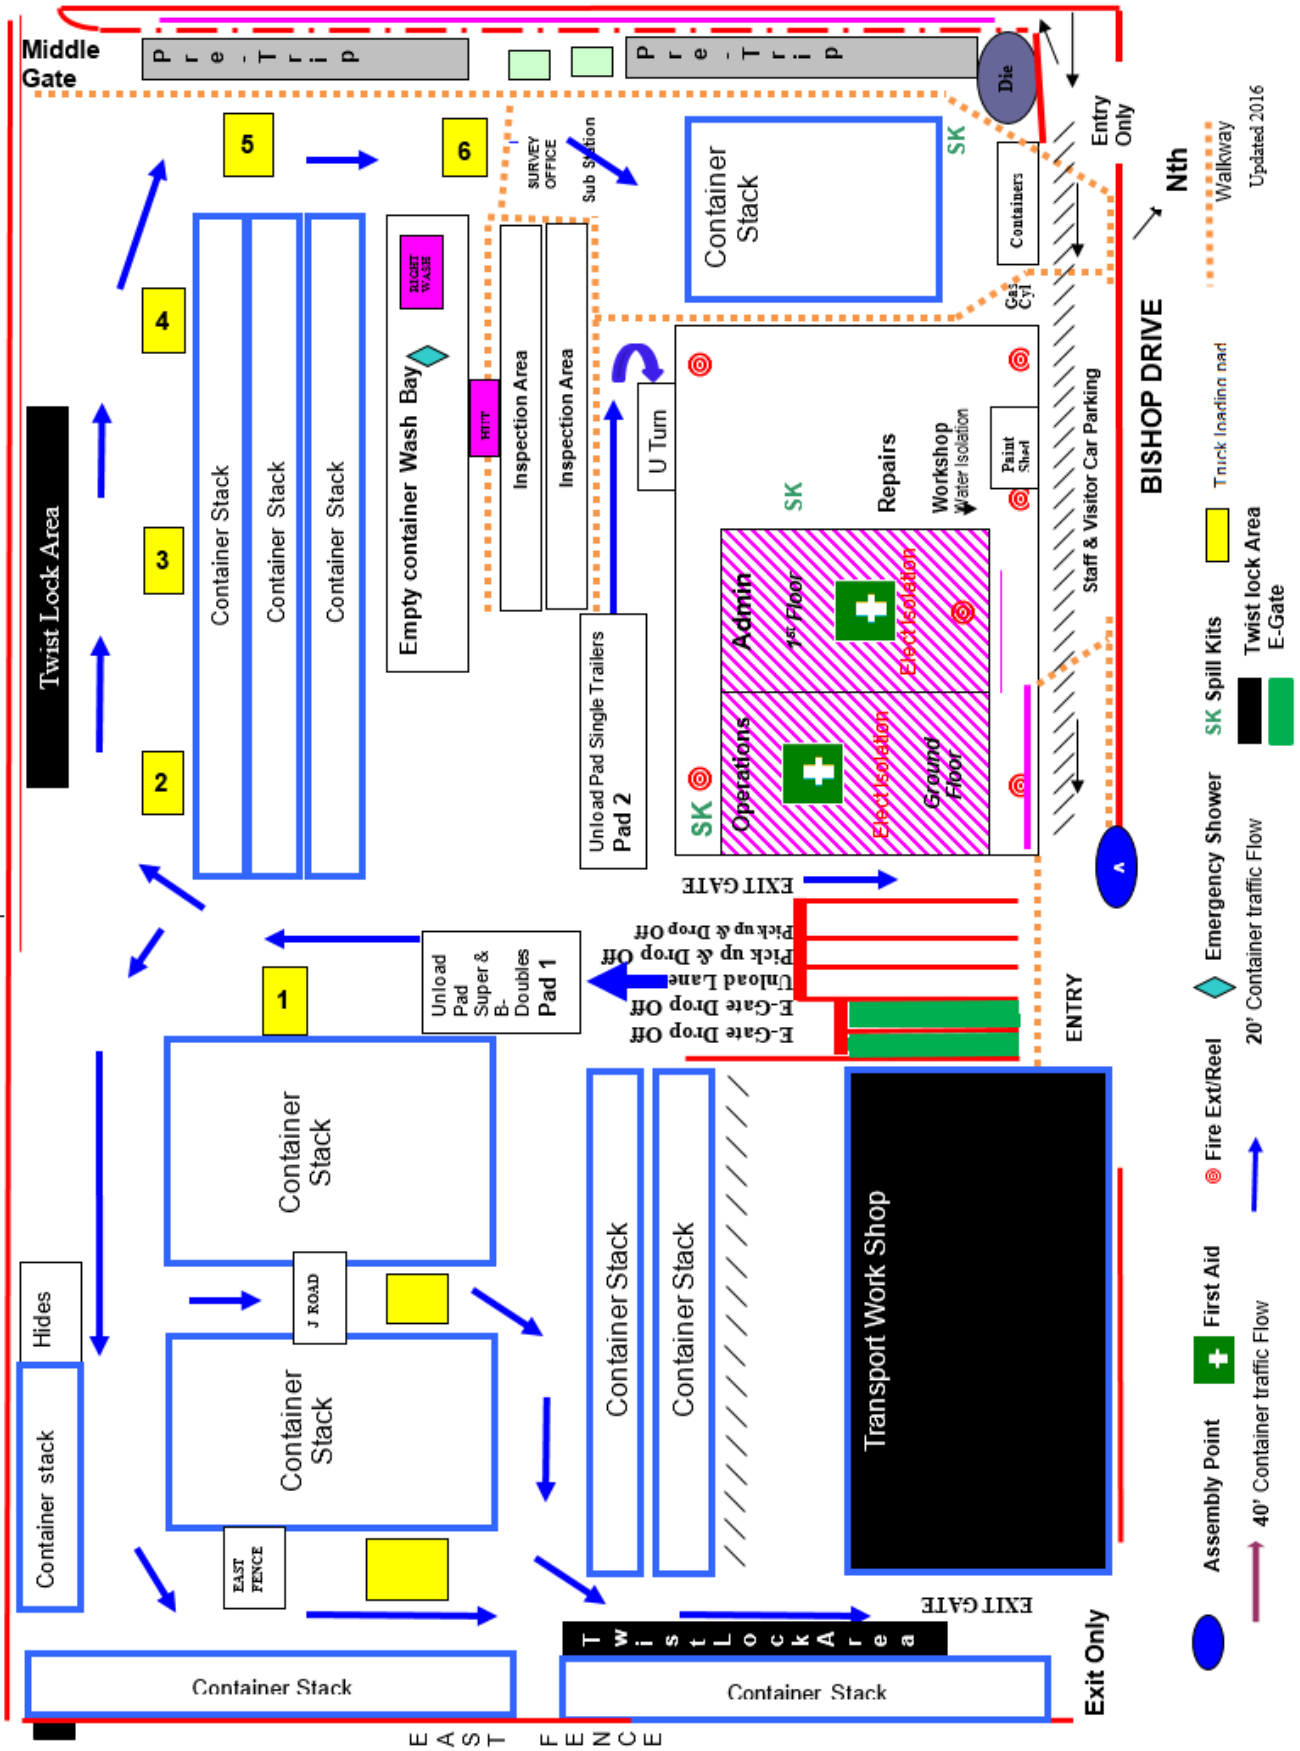 Middle
Gate
Pre-Trip
Pre-Trip
Die
Entry
Only
5
6
SURVEY
OFFICE
Sub Station
Container
Stack
SK
Containers
Gas
Cyl
Nth
Walkway
Updated 2016
4
3
2
Twist Lock Area
Container Stack
Container Stack
Container Stack
RIGHT
WASH
Empty container Wash Bay
HUT
Inspection Area
Inspection Area
U Turn
Unload Pad Single Trailers
Pad 2
SK
Repairs
Workshop
Water Isolation
Paint
Shed
Admin
1st Floor
Elect Isolation
Operations
Elect Isolation
Ground
Floor
SK
Staff & Visitor Car Parking
BISHOP DRIVE
EXIT GATE
Pick up & Drop Off
Pick up & Drop Off
Unload Lane
E-Gate Drop Off
E-Gate Drop Off
1
Unload
Pad
Super &
B-
Doubles
Pad 1
ENTRY
Container
Stack
Hides
J ROAD
Container stack
Container
Stack
Container Stack
Container Stack
Transport Work Shop
EAST
FENCE
EXIT GATE
Twist Lock Area
Container Stack
Container Stack
Exit Only
EAST FENCE
Assembly Point
First Aid
Fire Ext/Reel
Emergency Shower
SK Spill Kits
Truck loading pad
40' Container traffic Flow
20' Container traffic Flow
Twist lock Area
E-Gate